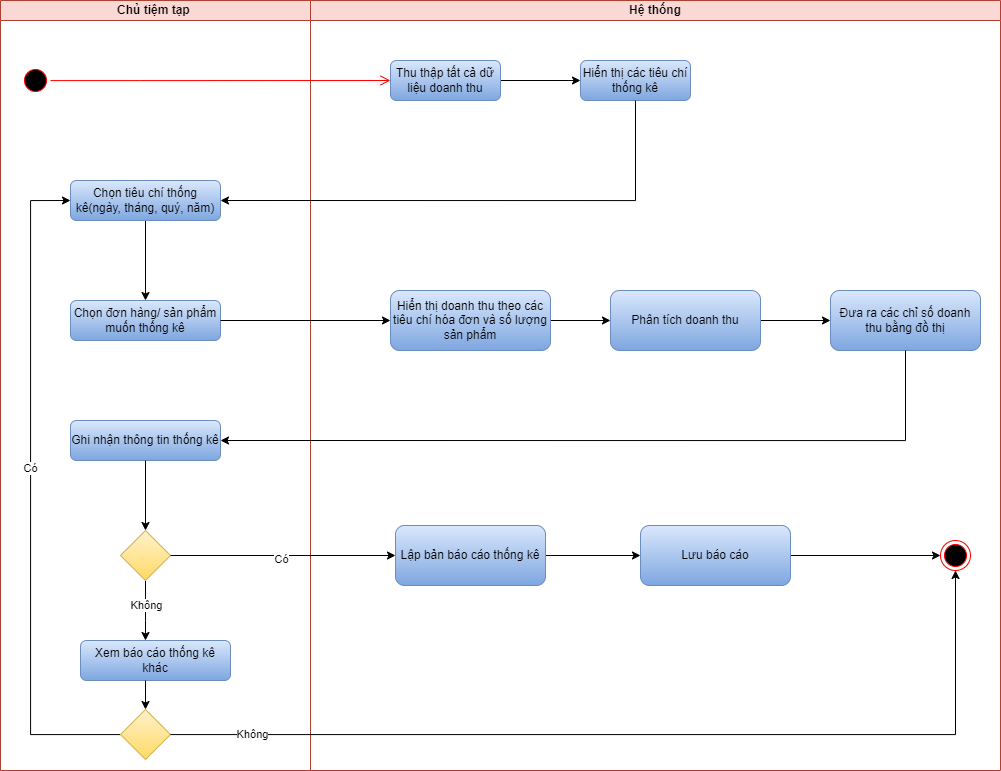 Chủ tiệm tạp
Hệ thống
Thu thập tất cả dữ
liệu doanh thu
Hiển thị các tiêu chí
thống kê
Chọn tiêu chí thống
kê(ngày, tháng, quý, năm)
Chọn đơn hàng/ sản phẩm
muốn thống kê
Hiển thị doanh thu theo các
tiêu chí hóa đơn và số lượng
sản phẩm
Phân tích doanh thu
Đưa ra các chỉ số doanh
thu bằng đồ thị
Ghi nhận thông tin thống kê
Có
Có
Lập bản báo cáo thống kê
Lưu báo cáo
Không
Xem báo cáo thống kê
khác
Không